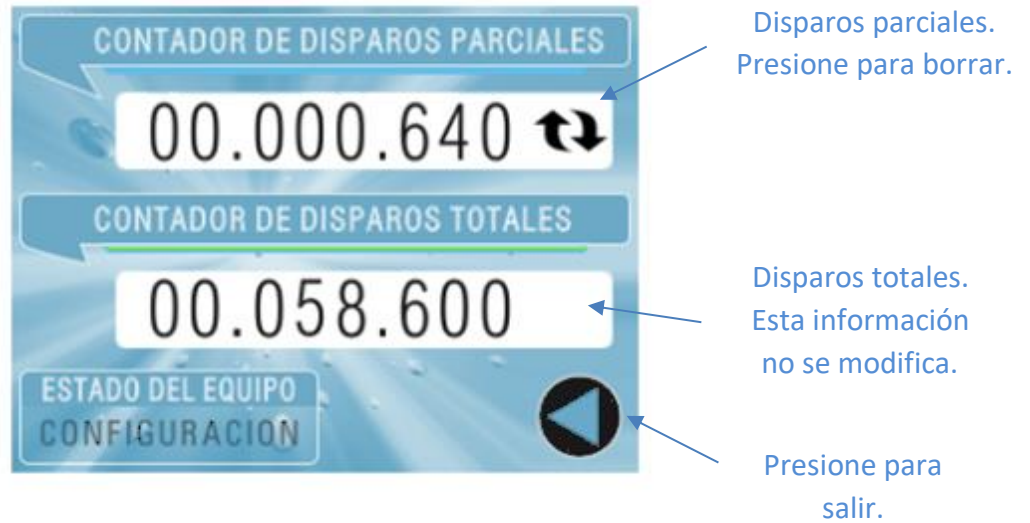 CONTADOR DE DISPAROS PARCIALES
00.000.640
CONTADOR DE DISPAROS TOTALES
00.058.600
ESTADO DEL EQUIPO
CONFIGURACION
Disparos parciales.
Presione para borrar.
Disparos totales.
Esta información
no se modifica.
Presione para
salir.